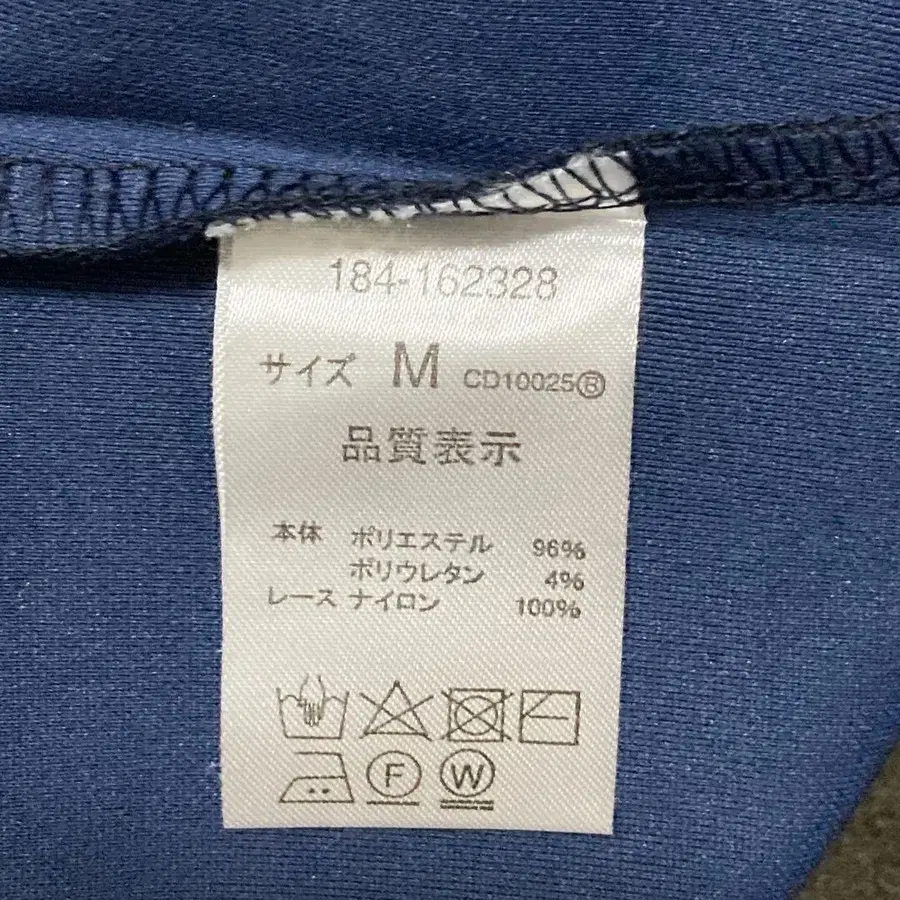 184-162328
サイズ M CD10025Ⓡ
品質表示
本体 ポリエステル 96%
ポリウレタン 4%
レース ナイロン 100%
F W